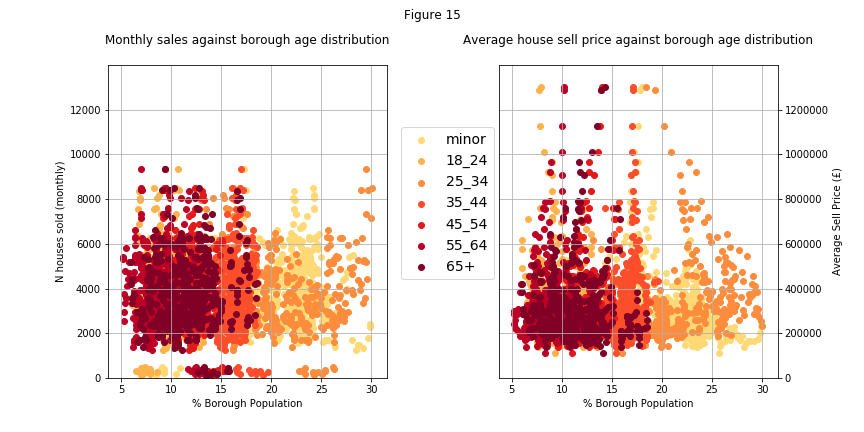 Figure 15
Monthly sales against borough age distribution
Average house sell price against borough age distribution
N houses sold (monthly)
12000
10000
8000
6000
4000
2000
0
5 10 15 20 25 30
% Borough Population
minor
18_24
25_34
35_44
45_54
55_64
65+
1200000
1000000
800000
600000
400000
200000
0
Average Sell Price (£)
5 10 15 20 25 30
% Borough Population